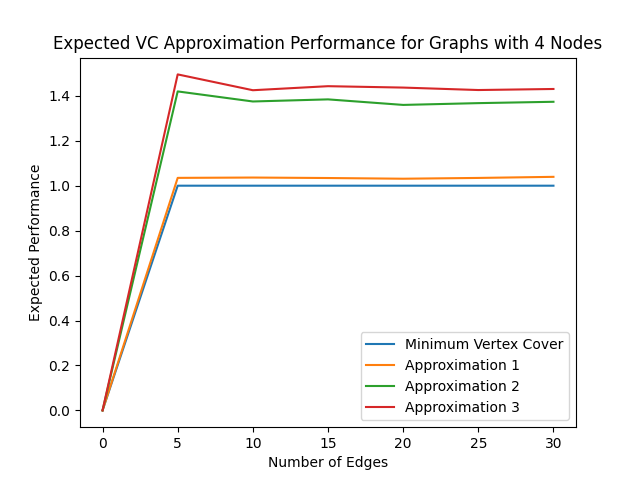 Expected VC Approximation Performance for Graphs with 4 Nodes
Expected Performance
1.4
1.2
1.0
0.8
0.6
0.4
0.2
0.0
Minimum Vertex Cover
Approximation 1
Approximation 2
Approximation 3
0 5 10 15 20 25 30
Number of Edges